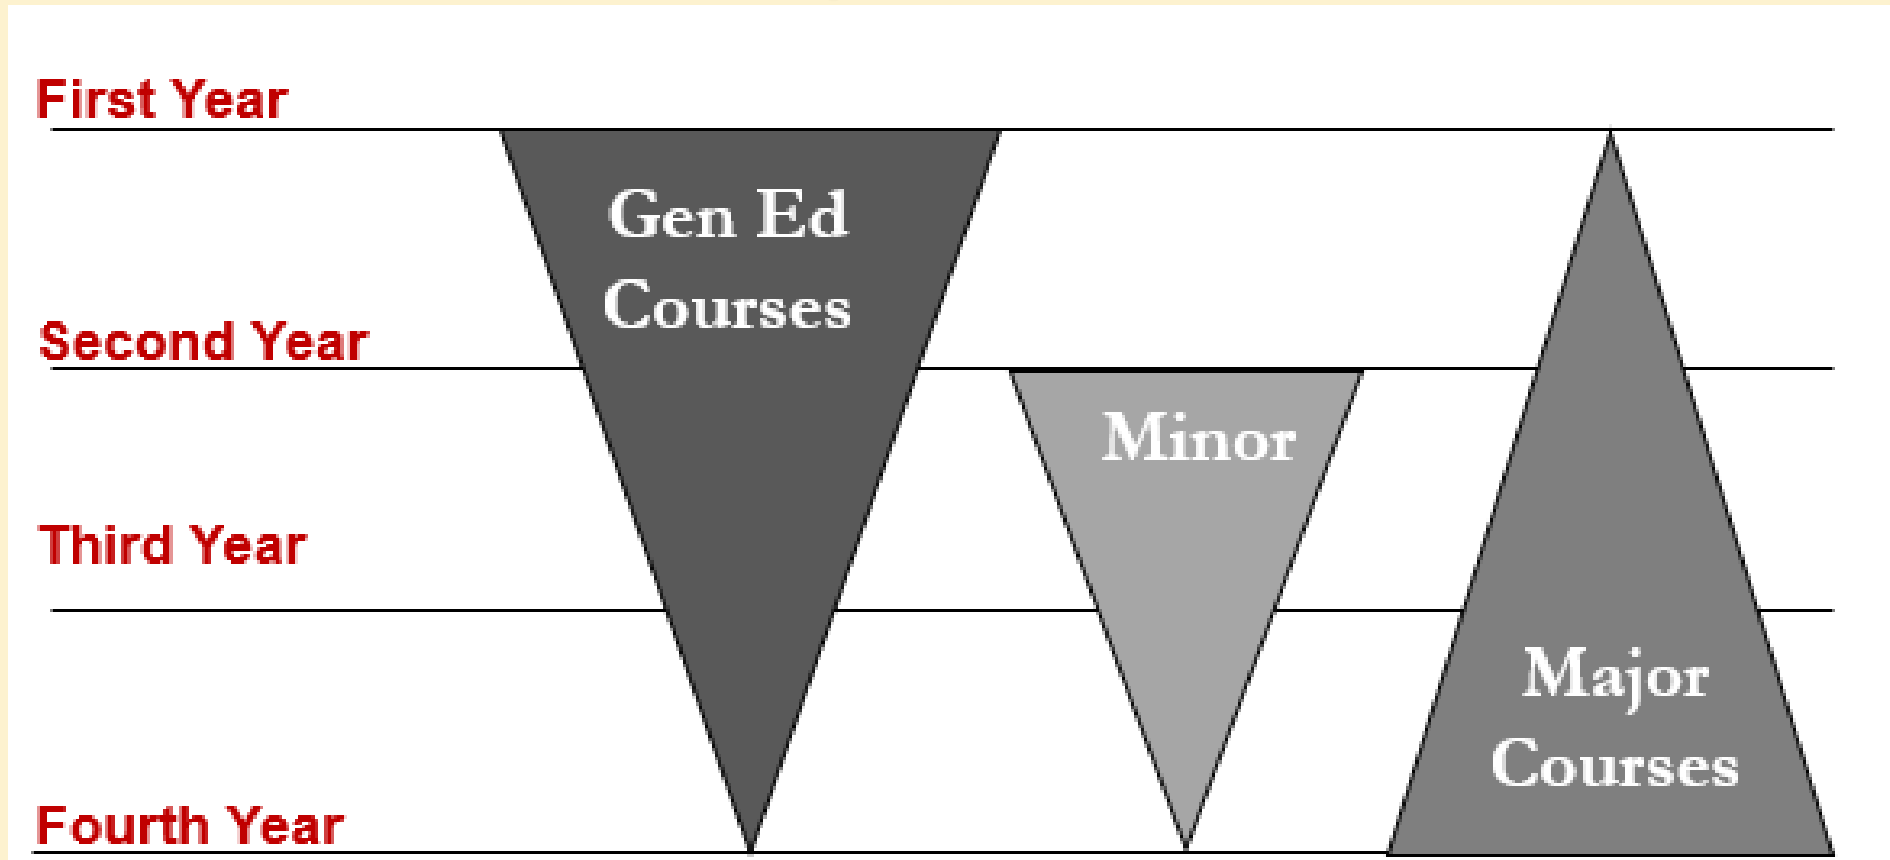 First Year
Gen Ed
Courses
Second Year
Minor
Third Year
Major
Courses
Fourth Year